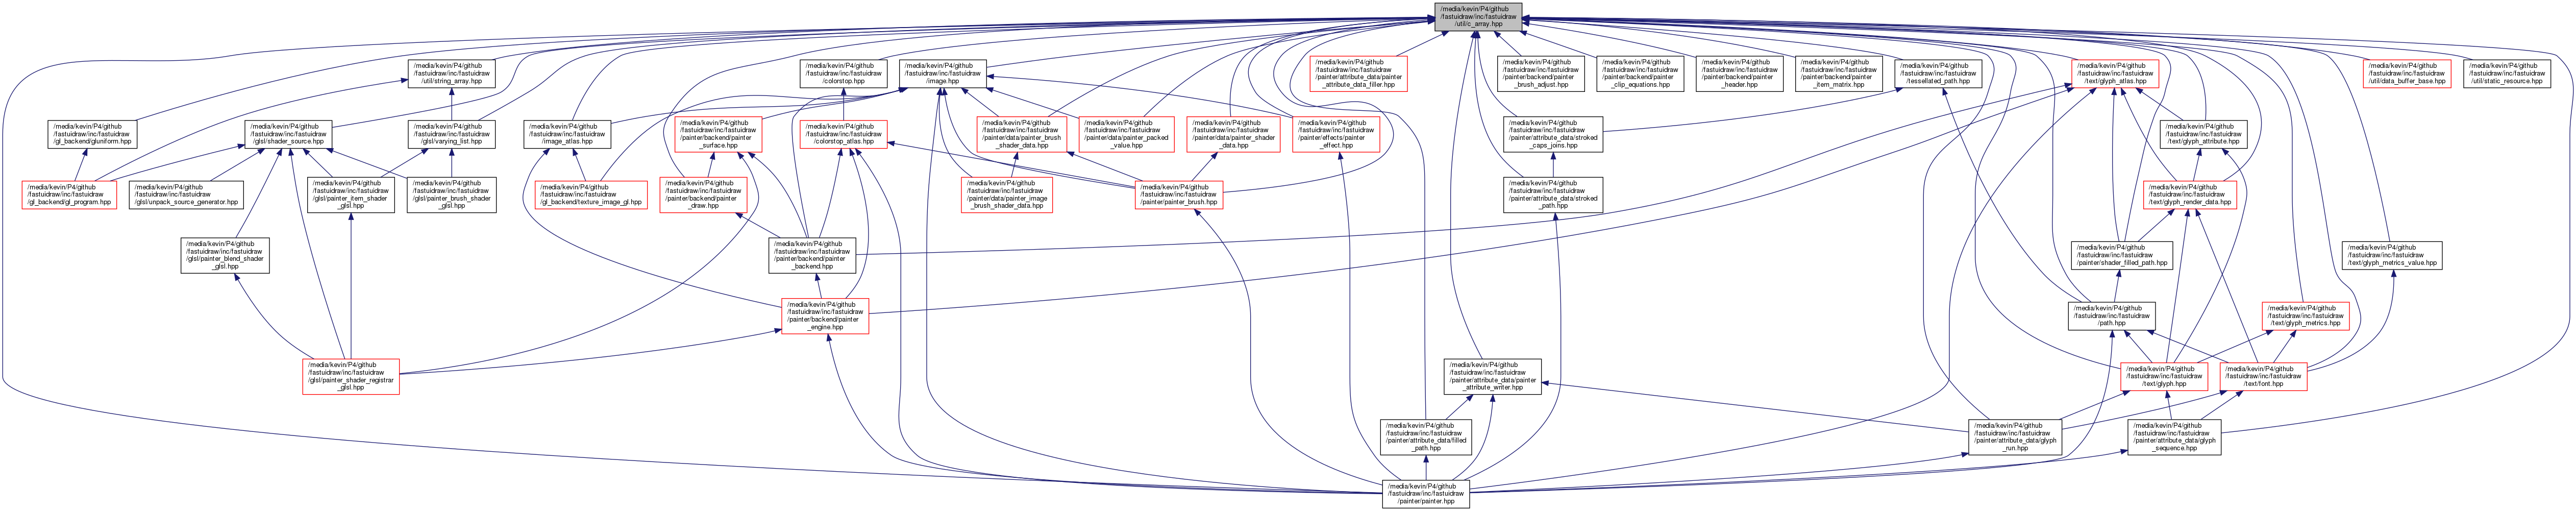 /media/kevin/P4/github
/fastuidraw/inc/fastuidraw
/util/c_array.hpp
/media/kevin/P4/github
/fastuidraw/inc/fastuidraw
/util/string_array.hpp
/media/kevin/P4/github
/fastuidraw/inc/fastuidraw
/colorstop.hpp
/media/kevin/P4/github
/fastuidraw/inc/fastuidraw
/image.hpp
/media/kevin/P4/github
/fastuidraw/inc/fastuidraw
/painter/attribute_data/painter
_attribute_data_filler.hpp
/media/kevin/P4/github
/fastuidraw/inc/fastuidraw
/painter/backend/painter
_brush_adjust.hpp
/media/kevin/P4/github
/fastuidraw/inc/fastuidraw
/painter/backend/painter
_clip_equations.hpp
/media/kevin/P4/github
/fastuidraw/inc/fastuidraw
/painter/backend/painter
_header.hpp
/media/kevin/P4/github
/fastuidraw/inc/fastuidraw
/painter/backend/painter
_item_matrix.hpp
/media/kevin/P4/github
/fastuidraw/inc/fastuidraw
/tessellated_path.hpp
/media/kevin/P4/github
/fastuidraw/inc/fastuidraw
/text/glyph_atlas.hpp
/media/kevin/P4/github
/fastuidraw/inc/fastuidraw
/util/data_buffer_base.hpp
/media/kevin/P4/github
/fastuidraw/inc/fastuidraw
/util/static_resource.hpp
/media/kevin/P4/github
/fastuidraw/inc/fastuidraw
/gl_backend/gluniform.hpp
/media/kevin/P4/github
/fastuidraw/inc/fastuidraw
/glsl/shader_source.hpp
/media/kevin/P4/github
/fastuidraw/inc/fastuidraw
/glsl/varying_list.hpp
/media/kevin/P4/github
/fastuidraw/inc/fastuidraw
/image_atlas.hpp
/media/kevin/P4/github
/fastuidraw/inc/fastuidraw
/painter/backend/painter
_surface.hpp
/media/kevin/P4/github
/fastuidraw/inc/fastuidraw
/colorstop_atlas.hpp
/media/kevin/P4/github
/fastuidraw/inc/fastuidraw
/painter/data/painter_brush
_shader_data.hpp
/media/kevin/P4/github
/fastuidraw/inc/fastuidraw
/painter/data/painter_packed
_value.hpp
/media/kevin/P4/github
/fastuidraw/inc/fastuidraw
/painter/data/painter_shader
_data.hpp
/media/kevin/P4/github
/fastuidraw/inc/fastuidraw
/painter/effects/painter
_effect.hpp
/media/kevin/P4/github
/fastuidraw/inc/fastuidraw
/painter/attribute_data/stroked
_caps_joins.hpp
/media/kevin/P4/github
/fastuidraw/inc/fastuidraw
/text/glyph_attribute.hpp
/media/kevin/P4/github
/fastuidraw/inc/fastuidraw
/gl_backend/gl_program.hpp
/media/kevin/P4/github
/fastuidraw/inc/fastuidraw
/glsl/unpack_source_generator.hpp
/media/kevin/P4/github
/fastuidraw/inc/fastuidraw
/glsl/painter_item_shader
_glsl.hpp
/media/kevin/P4/github
/fastuidraw/inc/fastuidraw
/glsl/painter_brush_shader
_glsl.hpp
/media/kevin/P4/github
/fastuidraw/inc/fastuidraw
/gl_backend/texture_image_gl.hpp
/media/kevin/P4/github
/fastuidraw/inc/fastuidraw
/painter/backend/painter
_draw.hpp
/media/kevin/P4/github
/fastuidraw/inc/fastuidraw
/painter/data/painter_image
_brush_shader_data.hpp
/media/kevin/P4/github
/fastuidraw/inc/fastuidraw
/painter/painter_brush.hpp
/media/kevin/P4/github
/fastuidraw/inc/fastuidraw
/painter/attribute_data/stroked
_path.hpp
/media/kevin/P4/github
/fastuidraw/inc/fastuidraw
/text/glyph_render_data.hpp
/media/kevin/P4/github
/fastuidraw/inc/fastuidraw
/glsl/painter_blend_shader
_glsl.hpp
/media/kevin/P4/github
/fastuidraw/inc/fastuidraw
/painter/backend/painter
_backend.hpp
/media/kevin/P4/github
/fastuidraw/inc/fastuidraw
/painter/shader_filled_path.hpp
/media/kevin/P4/github
/fastuidraw/inc/fastuidraw
/text/glyph_metrics_value.hpp
/media/kevin/P4/github
/fastuidraw/inc/fastuidraw
/painter/backend/painter
_engine.hpp
/media/kevin/P4/github
/fastuidraw/inc/fastuidraw
/path.hpp
/media/kevin/P4/github
/fastuidraw/inc/fastuidraw
/text/glyph_metrics.hpp
/media/kevin/P4/github
/fastuidraw/inc/fastuidraw
/glsl/painter_shader_registrar
_glsl.hpp
/media/kevin/P4/github
/fastuidraw/inc/fastuidraw
/painter/attribute_data/painter
_attribute_writer.hpp
/media/kevin/P4/github
/fastuidraw/inc/fastuidraw
/text/glyph.hpp
/media/kevin/P4/github
/fastuidraw/inc/fastuidraw
/text/font.hpp
/media/kevin/P4/github
/fastuidraw/inc/fastuidraw
/painter/attribute_data/filled
_path.hpp
/media/kevin/P4/github
/fastuidraw/inc/fastuidraw
/painter/attribute_data/glyph
_run.hpp
/media/kevin/P4/github
/fastuidraw/inc/fastuidraw
/painter/attribute_data/glyph
_sequence.hpp
/media/kevin/P4/github
/fastuidraw/inc/fastuidraw
/painter/painter.hpp